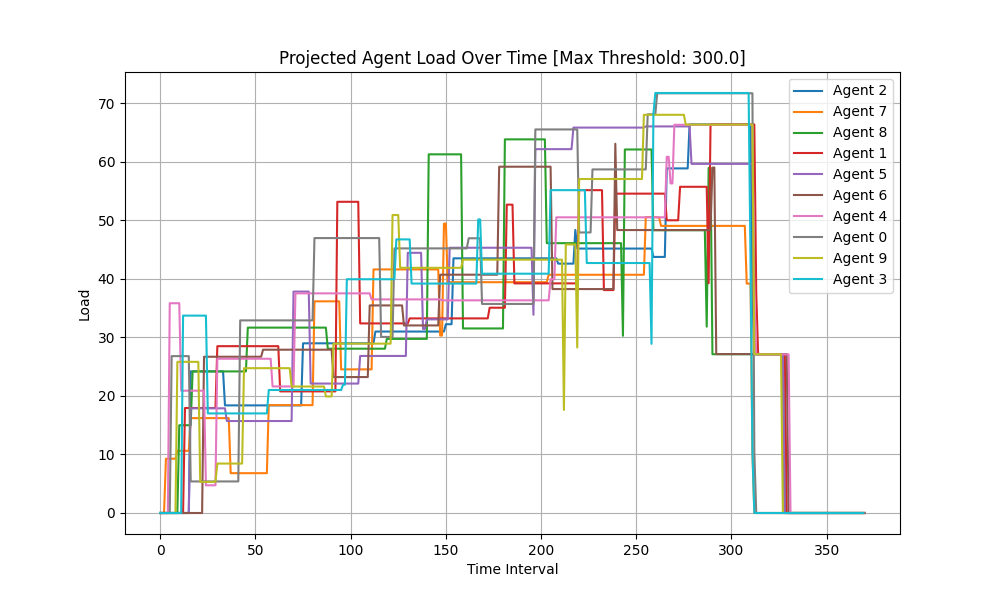 Projected Agent Load Over Time [Max Threshold: 300.0]
Load
70
60
50
40
30
20
10
0
Agent 2
Agent 7
Agent 8
Agent 1
Agent 5
Agent 6
Agent 4
Agent 0
Agent 9
Agent 3
0 50 100 150 200 250 300 350
Time Interval